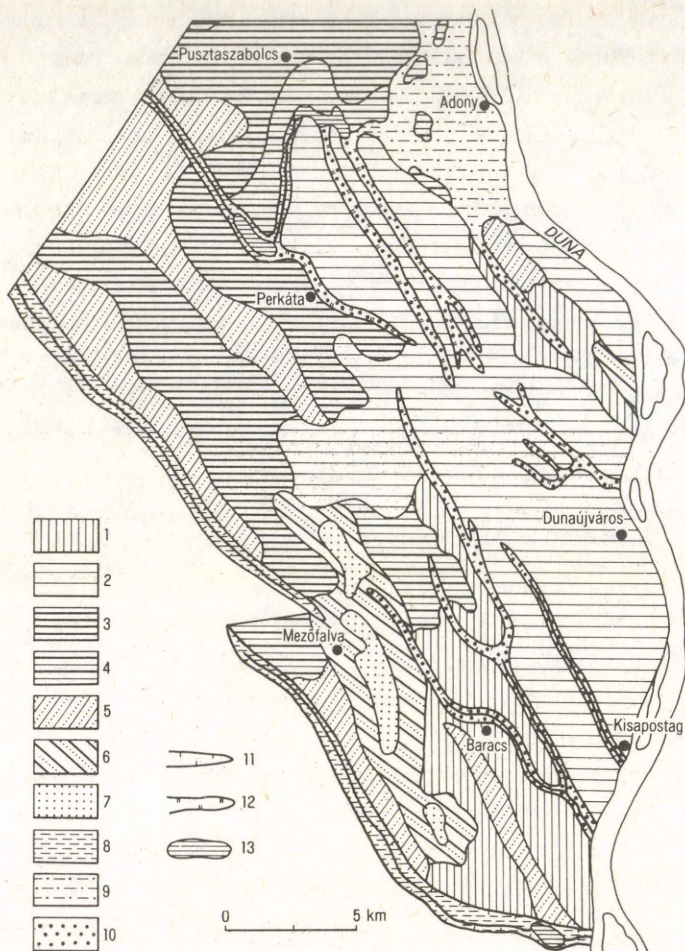 Pusztaszabolcs
Adony
DUNA
Perkáta
Dunaújváros
Mezőfalva
Kisapostag
Baracs
1
2
3
4
5
6
7
8
9
10
11
12
13
0 5 km